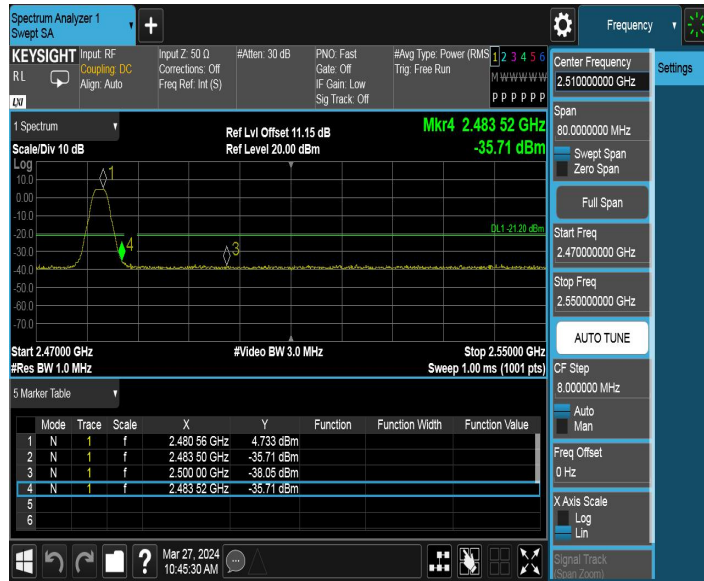 Spectrum Analyzer 1
Swept SA
+
Frequency
KEYSIGHT
RL
LXI
Input: RF
Coupling: DC
Align: Auto
Input Z: 50 Ω
Corrections: Off
Freq Ref: Int (S)
#Atten: 30 dB
PNO: Fast
Gate: Off
IF Gain: Low
Sig Track: Off
#Avg Type: Power (RMS
Trig: Free Run
1 2 3 4 5 6
M W W W W W
P P P P P P
Center Frequency
2.510000000 GHz
Settings
Span
80.0000000 MHz
Swept Span
Zero Span
Full Span
Start Freq
2.470000000 GHz
Stop Freq
2.550000000 GHz
AUTO TUNE
CF Step
8.000000 MHz
Auto
Man
Freq Offset
0 Hz
X Axis Scale
Log
Lin
Signal Track
(Span Zoom)
1 Spectrum
Scale/Div 10 dB
Ref Lvl Offset 11.15 dB
Ref Level 20.00 dBm
Mkr4 2.483 52 GHz
-35.71 dBm
Log
10.0
0.00
-10.0
-20.0
-30.0
-40.0
-50.0
-60.0
-70.0
1
4
3
DL1 -21.20 dBm
Start 2.47000 GHz
#Res BW 1.0 MHz
#Video BW 3.0 MHz
Stop 2.55000 GHz
Sweep 1.00 ms (1001 pts)
5 Marker Table
Mode Trace Scale X Y Function Function Width Function Value
1 N 1 f 2.480 56 GHz 4.733 dBm
2 N 1 f 2.483 50 GHz -35.71 dBm
3 N 1 f 2.500 00 GHz -38.05 dBm
4 N 1 f 2.483 52 GHz -35.71 dBm
5
6
?
Mar 27, 2024
10:45:30 AM